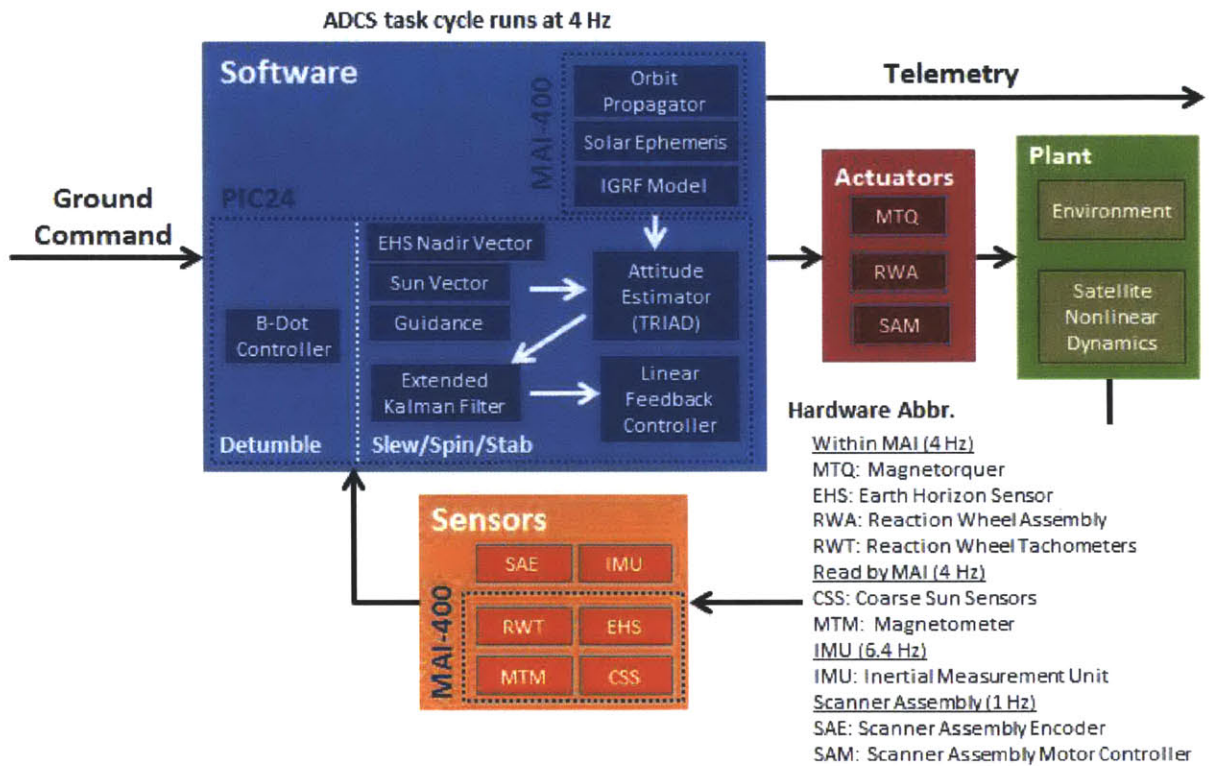 ADCS task cycle runs at 4 Hz
Software
MAI-400
Orbit
Propagator
Solar Ephemeris
IGRF Model
Telemetry
PIC24
Ground
Command
EHS Nadir Vector
Sun Vector
Guidance
Attitude
Estimator
(TRIAD)
B-Dot
Controller
Extended
Kalman Filter
Linear
Feedback
Controller
Detumble
Slew/Spin/Stab
Actuators
MTQ
RWA
SAM
Plant
Environment
Satellite
Nonlinear
Dynamics
Sensors
MAI-400
SAE
IMU
RWT
EHS
MTM
CSS
Hardware Abbr.
Within MAI (4 Hz)
MTQ: Magnetorquer
EHS: Earth Horizon Sensor
RWA: Reaction Wheel Assembly
RWT: Reaction Wheel Tachometers
Read by MAI (4 Hz)
CSS: Coarse Sun Sensors
MTM: Magnetometer
IMU (6.4 Hz)
IMU: Inertial Measurement Unit
Scanner Assembly (1 Hz)
SAE: Scanner Assembly Encoder
SAM: Scanner Assembly Motor Controller